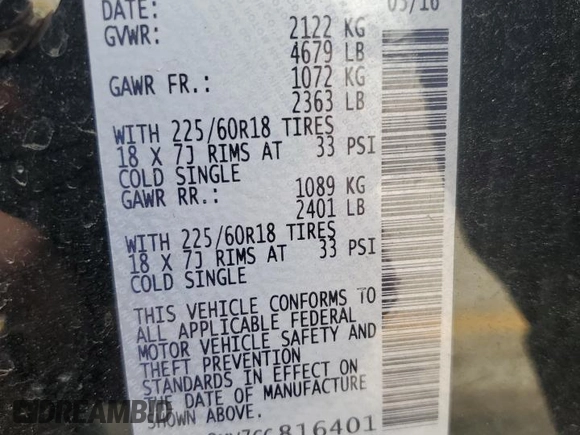 DATE: 05/16
GVWR: 2122 KG
4679 LB
GAWR FR.: 1072 KG
2363 LB
WITH 225/60R18 TIRES
18 X 7J RIMS AT 33 PSI
COLD SINGLE
GAWR RR.: 1089 KG
2401 LB
WITH 225/60R18 TIRES
18 X 7J RIMS AT 33 PSI
COLD SINGLE
THIS VEHICLE CONFORMS TO
ALL APPLICABLE FEDERAL
MOTOR VEHICLE SAFETY AND
THEFT PREVENTION
STANDARDS IN EFFECT ON
THE DATE OF MANUFACTURE
SHOWN ABOVE.
816401
DREAMBID